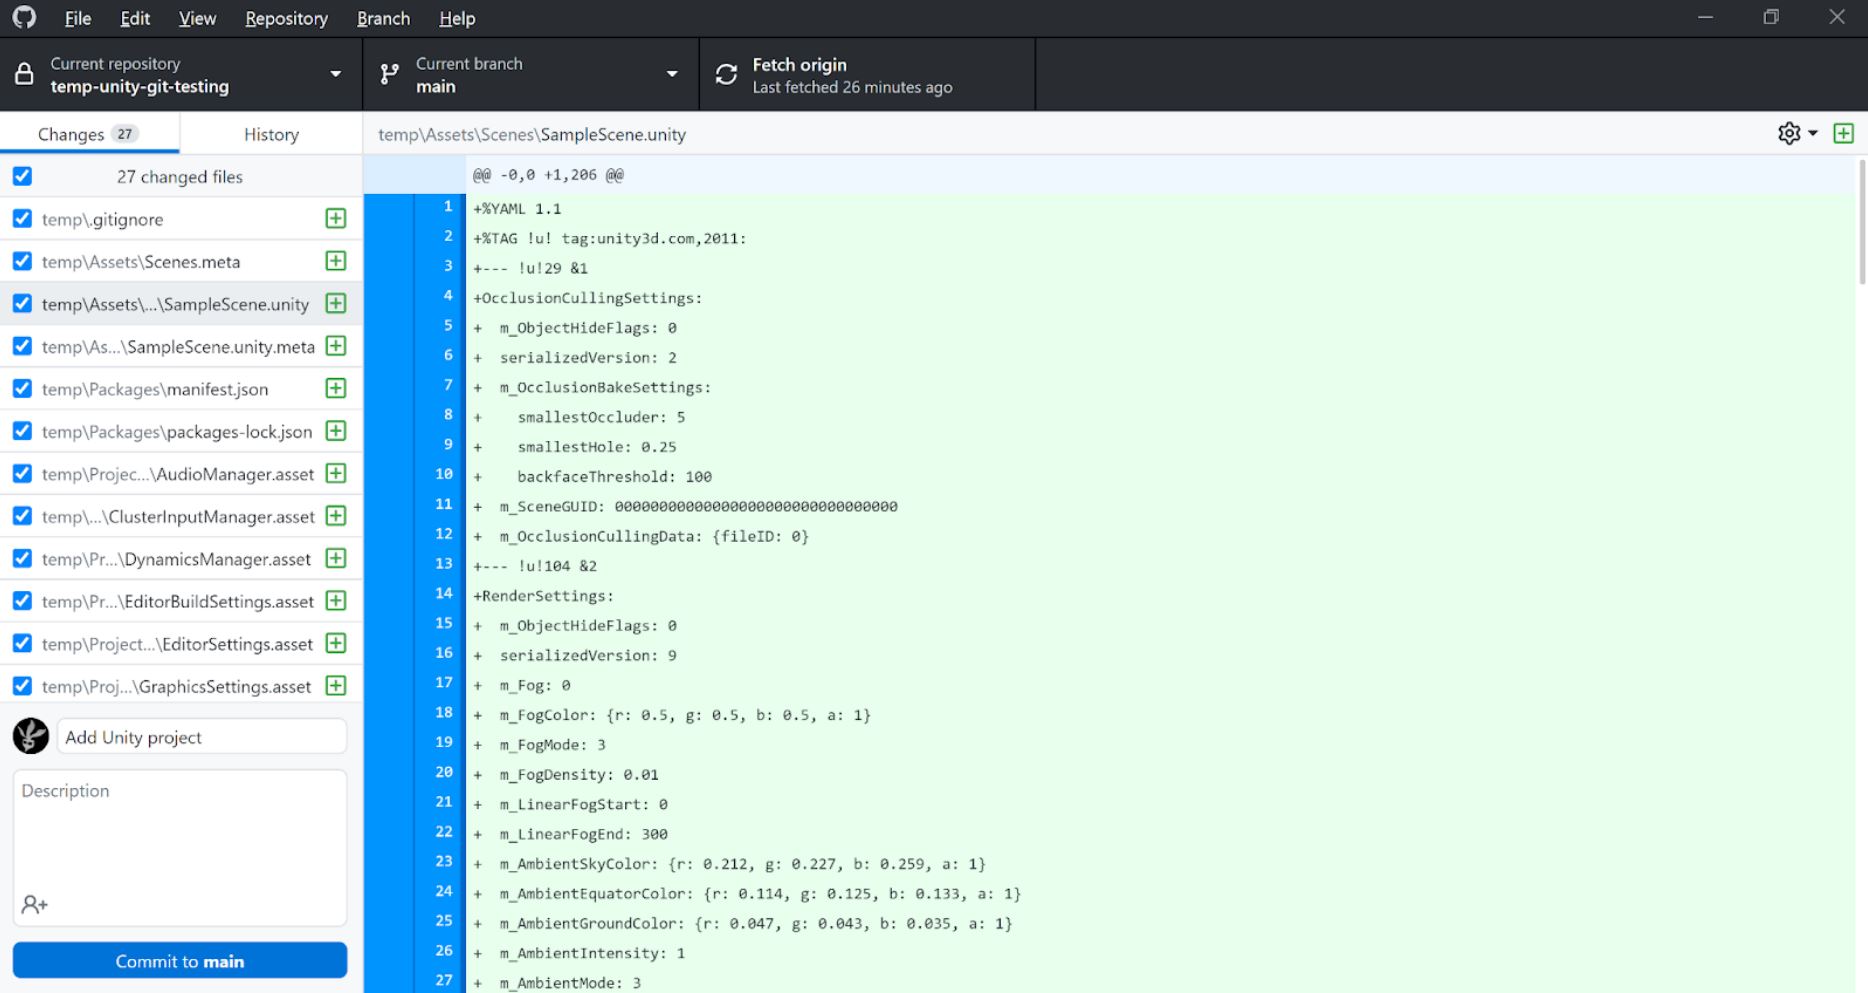 File Edit View Repository Branch Help
Current repository
temp-unity-git-testing
Current branch
main
Fetch origin
Last fetched 26 minutes ago
Changes 27
History
temp\Assets\Scenes\SampleScene.unity
27 changed files
temp\.gitignore
temp\Assets\Scenes.meta
temp\Assets\...\SampleScene.unity
temp\As...\SampleScene.unity.meta
temp\Packages\manifest.json
temp\Packages\packages-lock.json
temp\Projec...\AudioManager.asset
temp\...\ClusterInputManager.asset
temp\Pr...\DynamicsManager.asset
temp\Pr...\EditorBuildSettings.asset
temp\Project...\EditorSettings.asset
temp\Proj...\GraphicsSettings.asset
Add Unity project
Description
Commit to main
@@ -0,0 +1,206 @@
1 +%YAML 1.1
2 +%TAG !u! tag:unity3d.com,2011:
3 +--- !u!29 &1
4 +OcclusionCullingSettings:
5 +  m_ObjectHideFlags: 0
6 +  serializedVersion: 2
7 +  m_OcclusionBakeSettings:
8 +    smallestOccluder: 5
9 +    smallestHole: 0.25
10 +    backfaceThreshold: 100
11 +  m_SceneGUID: 00000000000000000000000000000000
12 +  m_OcclusionCullingData: {fileID: 0}
13 +--- !u!104 &2
14 +RenderSettings:
15 +  m_ObjectHideFlags: 0
16 +  serializedVersion: 9
17 +  m_Fog: 0
18 +  m_FogColor: {r: 0.5, g: 0.5, b: 0.5, a: 1}
19 +  m_FogMode: 3
20 +  m_FogDensity: 0.01
21 +  m_LinearFogStart: 0
22 +  m_LinearFogEnd: 300
23 +  m_AmbientSkyColor: {r: 0.212, g: 0.227, b: 0.259, a: 1}
24 +  m_AmbientEquatorColor: {r: 0.114, g: 0.125, b: 0.133, a: 1}
25 +  m_AmbientGroundColor: {r: 0.047, g: 0.043, b: 0.035, a: 1}
26 +  m_AmbientIntensity: 1
27 +  m_AmbientMode: 3